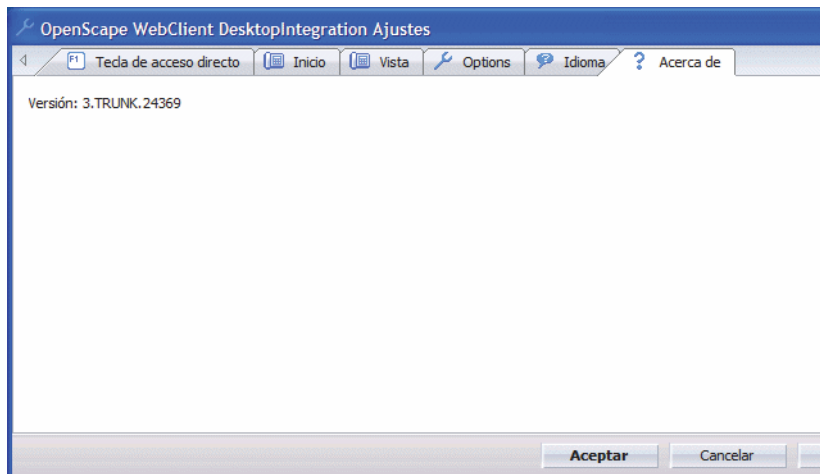 OpenScape WebClient DesktopIntegration Ajustes
F1 Tecla de acceso directo Inicio Vista Options Idioma ? Acerca de
Versión: 3.TRUNK.24369
Aceptar Cancelar